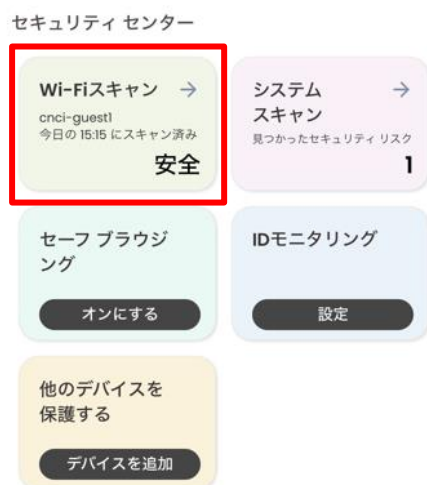 セキュリティ センター
Wi-Fiスキャン →
cnci-guest1
今日の 15:15 にスキャン済み
安全
システム →
スキャン
見つかったセキュリティ リスク
1
セーフ ブラウジ
ング
オンにする
IDモニタリング
設定
他のデバイスを
保護する
デバイスを追加